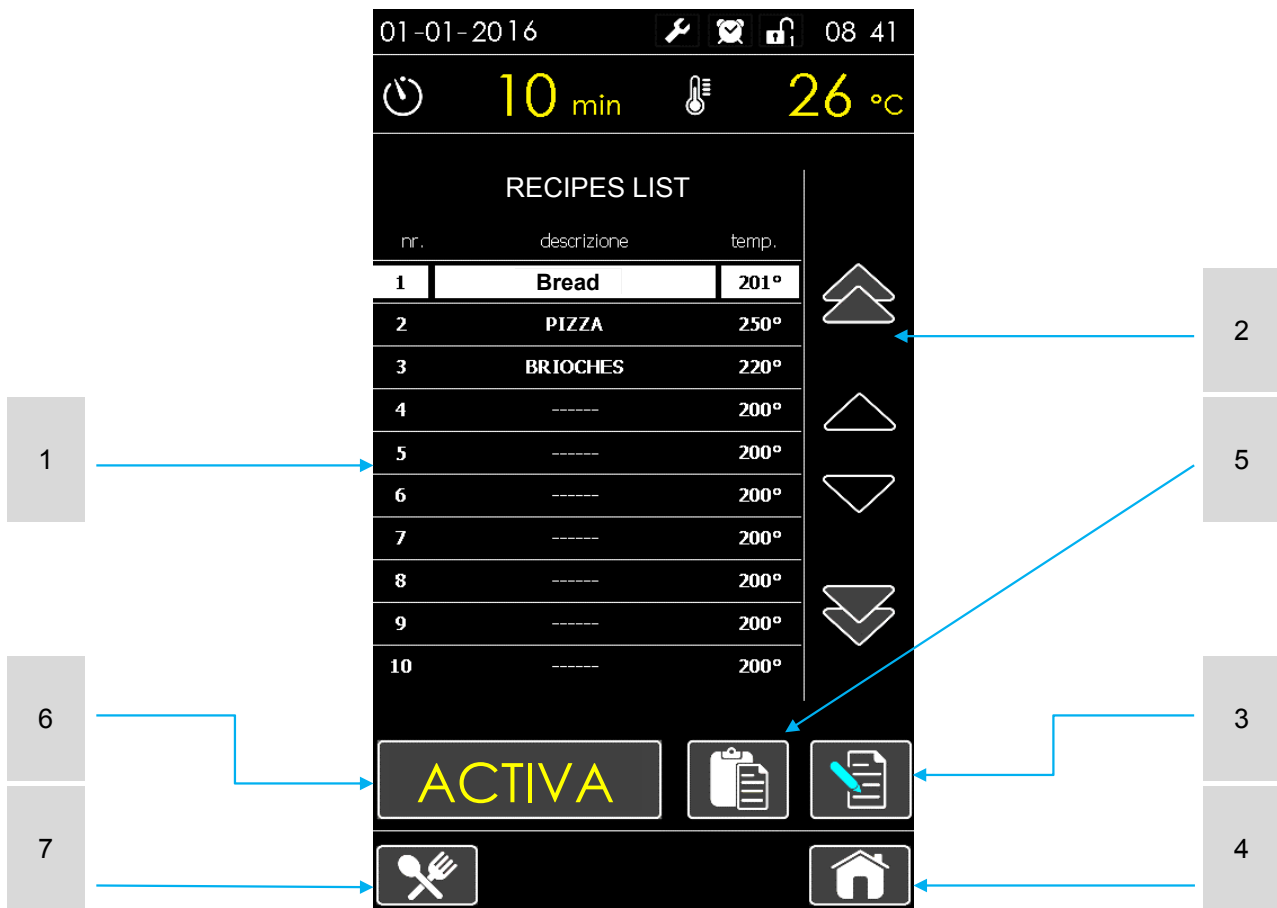 01-01-2016 1 08 41
10 min 26 °C
RECIPES LIST
nr. descrizione temp.
1 Bread 201°
2 PIZZA 250°
2
3 BRIOCHES 220°
4 ------ 200°
1
5 ------ 200°
5
6 ------ 200°
7 ------ 200°
8 ------ 200°
9 ------ 200°
10 ------ 200°
6
3
ACTIVA
7
4